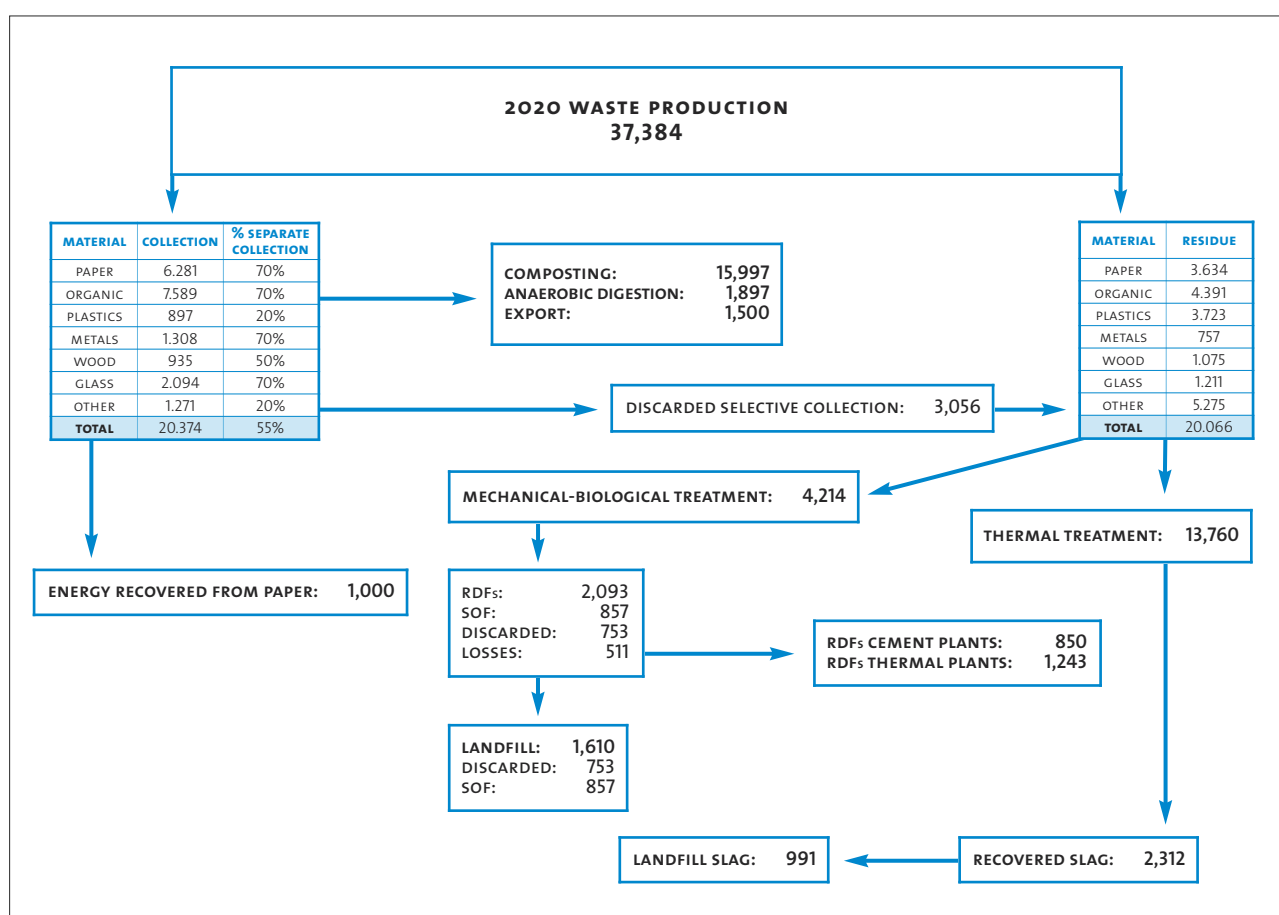 2020 WASTE PRODUCTION
37,384
MATERIAL COLLECTION % SEPARATE COLLECTION
PAPER 6.281 70%
ORGANIC 7.589 70%
PLASTICS 897 20%
METALS 1.308 70%
WOOD 935 50%
GLASS 2.094 70%
OTHER 1.271 20%
TOTAL 20.374 55%
COMPOSTING: 15,997
ANAEROBIC DIGESTION: 1,897
EXPORT: 1,500
MATERIAL RESIDUE
PAPER 3.634
ORGANIC 4.391
PLASTICS 3.723
METALS 757
WOOD 1.075
GLASS 1.211
OTHER 5.275
TOTAL 20.066
DISCARDED SELECTIVE COLLECTION: 3,056
MECHANICAL-BIOLOGICAL TREATMENT: 4,214
THERMAL TREATMENT: 13,760
ENERGY RECOVERED FROM PAPER: 1,000
RDFs: 2,093
SOF: 857
DISCARDED: 753
LOSSES: 511
RDFs CEMENT PLANTS: 850
RDFs THERMAL PLANTS: 1,243
LANDFILL: 1,610
DISCARDED: 753
SOF: 857
LANDFILL SLAG: 991
RECOVERED SLAG: 2,312